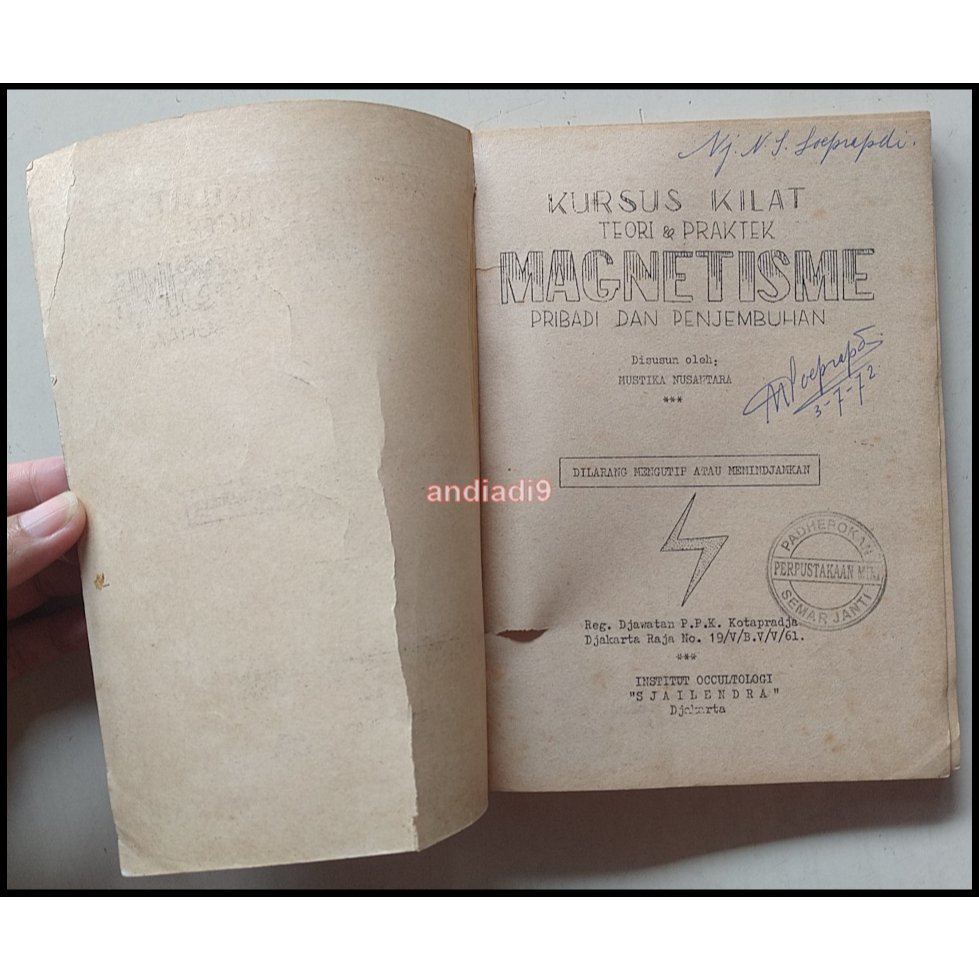 Nj. N. S. Soeprapdi.
KURSUS KILAT
TEORI & PRAKTEK
MAGNETISME
PRIBADI DAN PENJEMBUHAN
Disusun oleh:
MUSTIKA NUSANTARA
***
3-7-72
DILARANG MENGUTIP ATAU MEMINDJAMKAN
andiadi9
PADHEPOKAN
PERPUSTAKAAN MINI
SEMAR JANTI
Reg. Djawatan P.P.K. Kotapradja
Djakarta Raja No. 19/V/B.V/V/61.
***
INSTITUT OCCULTOLOGI
"SJAILENDRA"
Djakarta